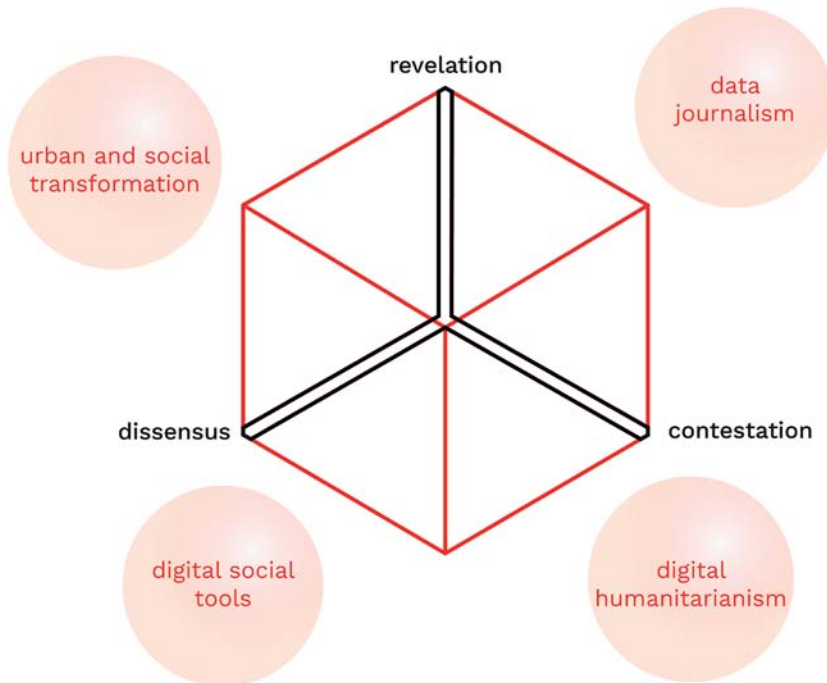 revelation
data
journalism
urban and social
transformation
dissensus
contestation
digital social
tools
digital
humanitarianism